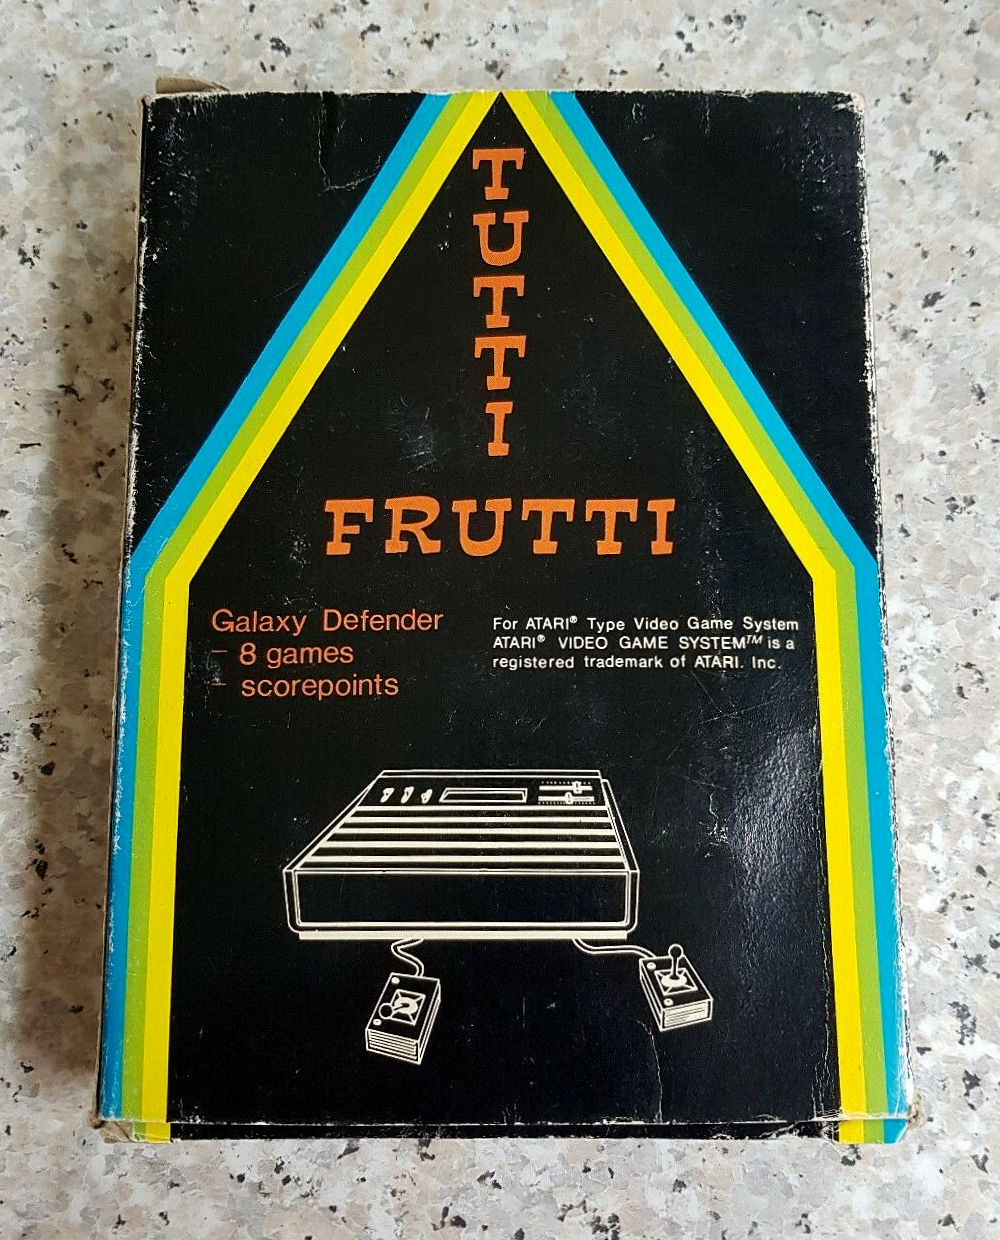 TUTTI
FRUTTI
Galaxy Defender
- 8 games
- scorepoints
For ATARI® Type Video Game System
ATARI® VIDEO GAME SYSTEM™ is a
registered trademark of ATARI. Inc.